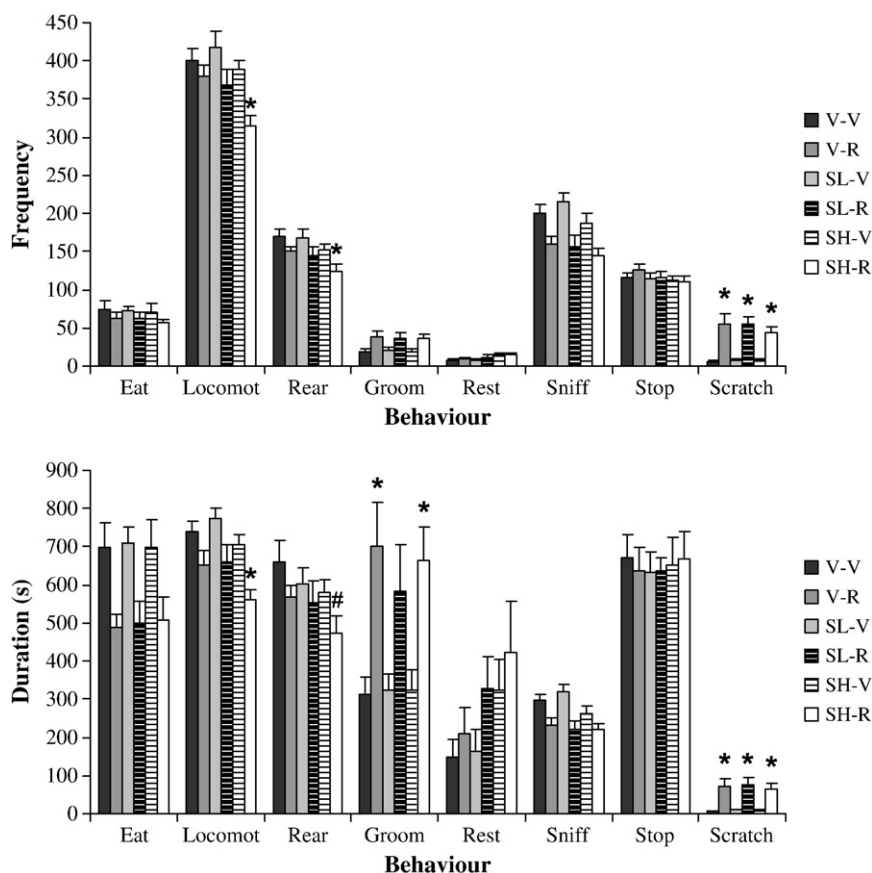 450
400
350
300
250
200
150
100
50
0
Frequency
*
*
* * *
Eat Locomot Rear Groom Rest Sniff Stop Scratch
Behaviour
V-V
V-R
SL-V
SL-R
SH-V
SH-R
900
800
700
600
500
400
300
200
100
0
Duration (s)
*
#
* *
* * *
Eat Locomot Rear Groom Rest Sniff Stop Scratch
Behaviour
V-V
V-R
SL-V
SL-R
SH-V
SH-R